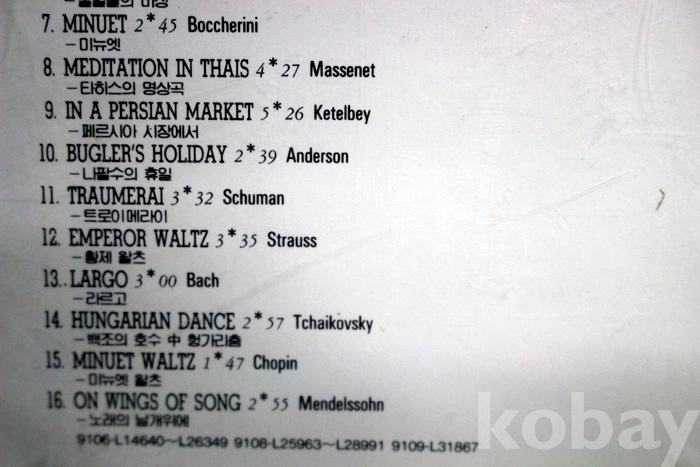 7. MINUET 2*45 Boccherini
-미뉴엣
8. MEDITATION IN THAIS 4*27 Massenet
-타히스의 명상곡
9. IN A PERSIAN MARKET 5*26 Ketelbey
-페르시아 시장에서
10. BUGLER'S HOLIDAY 2*39 Anderson
-나팔수의 휴일
11. TRAUMERAI 3*32 Schuman
-트로이메라이
12. EMPEROR WALTZ 3*35 Strauss
-황제 왈츠
13..LARGO 3*00 Bach
-라르고
14. HUNGARIAN DANCE 2*57 Tchaikovsky
-백조의 호수 中 헝가리춤
15. MINUET WALTZ 1*47 Chopin
-미뉴엣 왈츠
16. ON WINGS OF SONG 2*55 Mendelssohn
-노래의 날개위에
9106-L14640~L26349 9108-L25963~L28991 9109-L31867
kobay